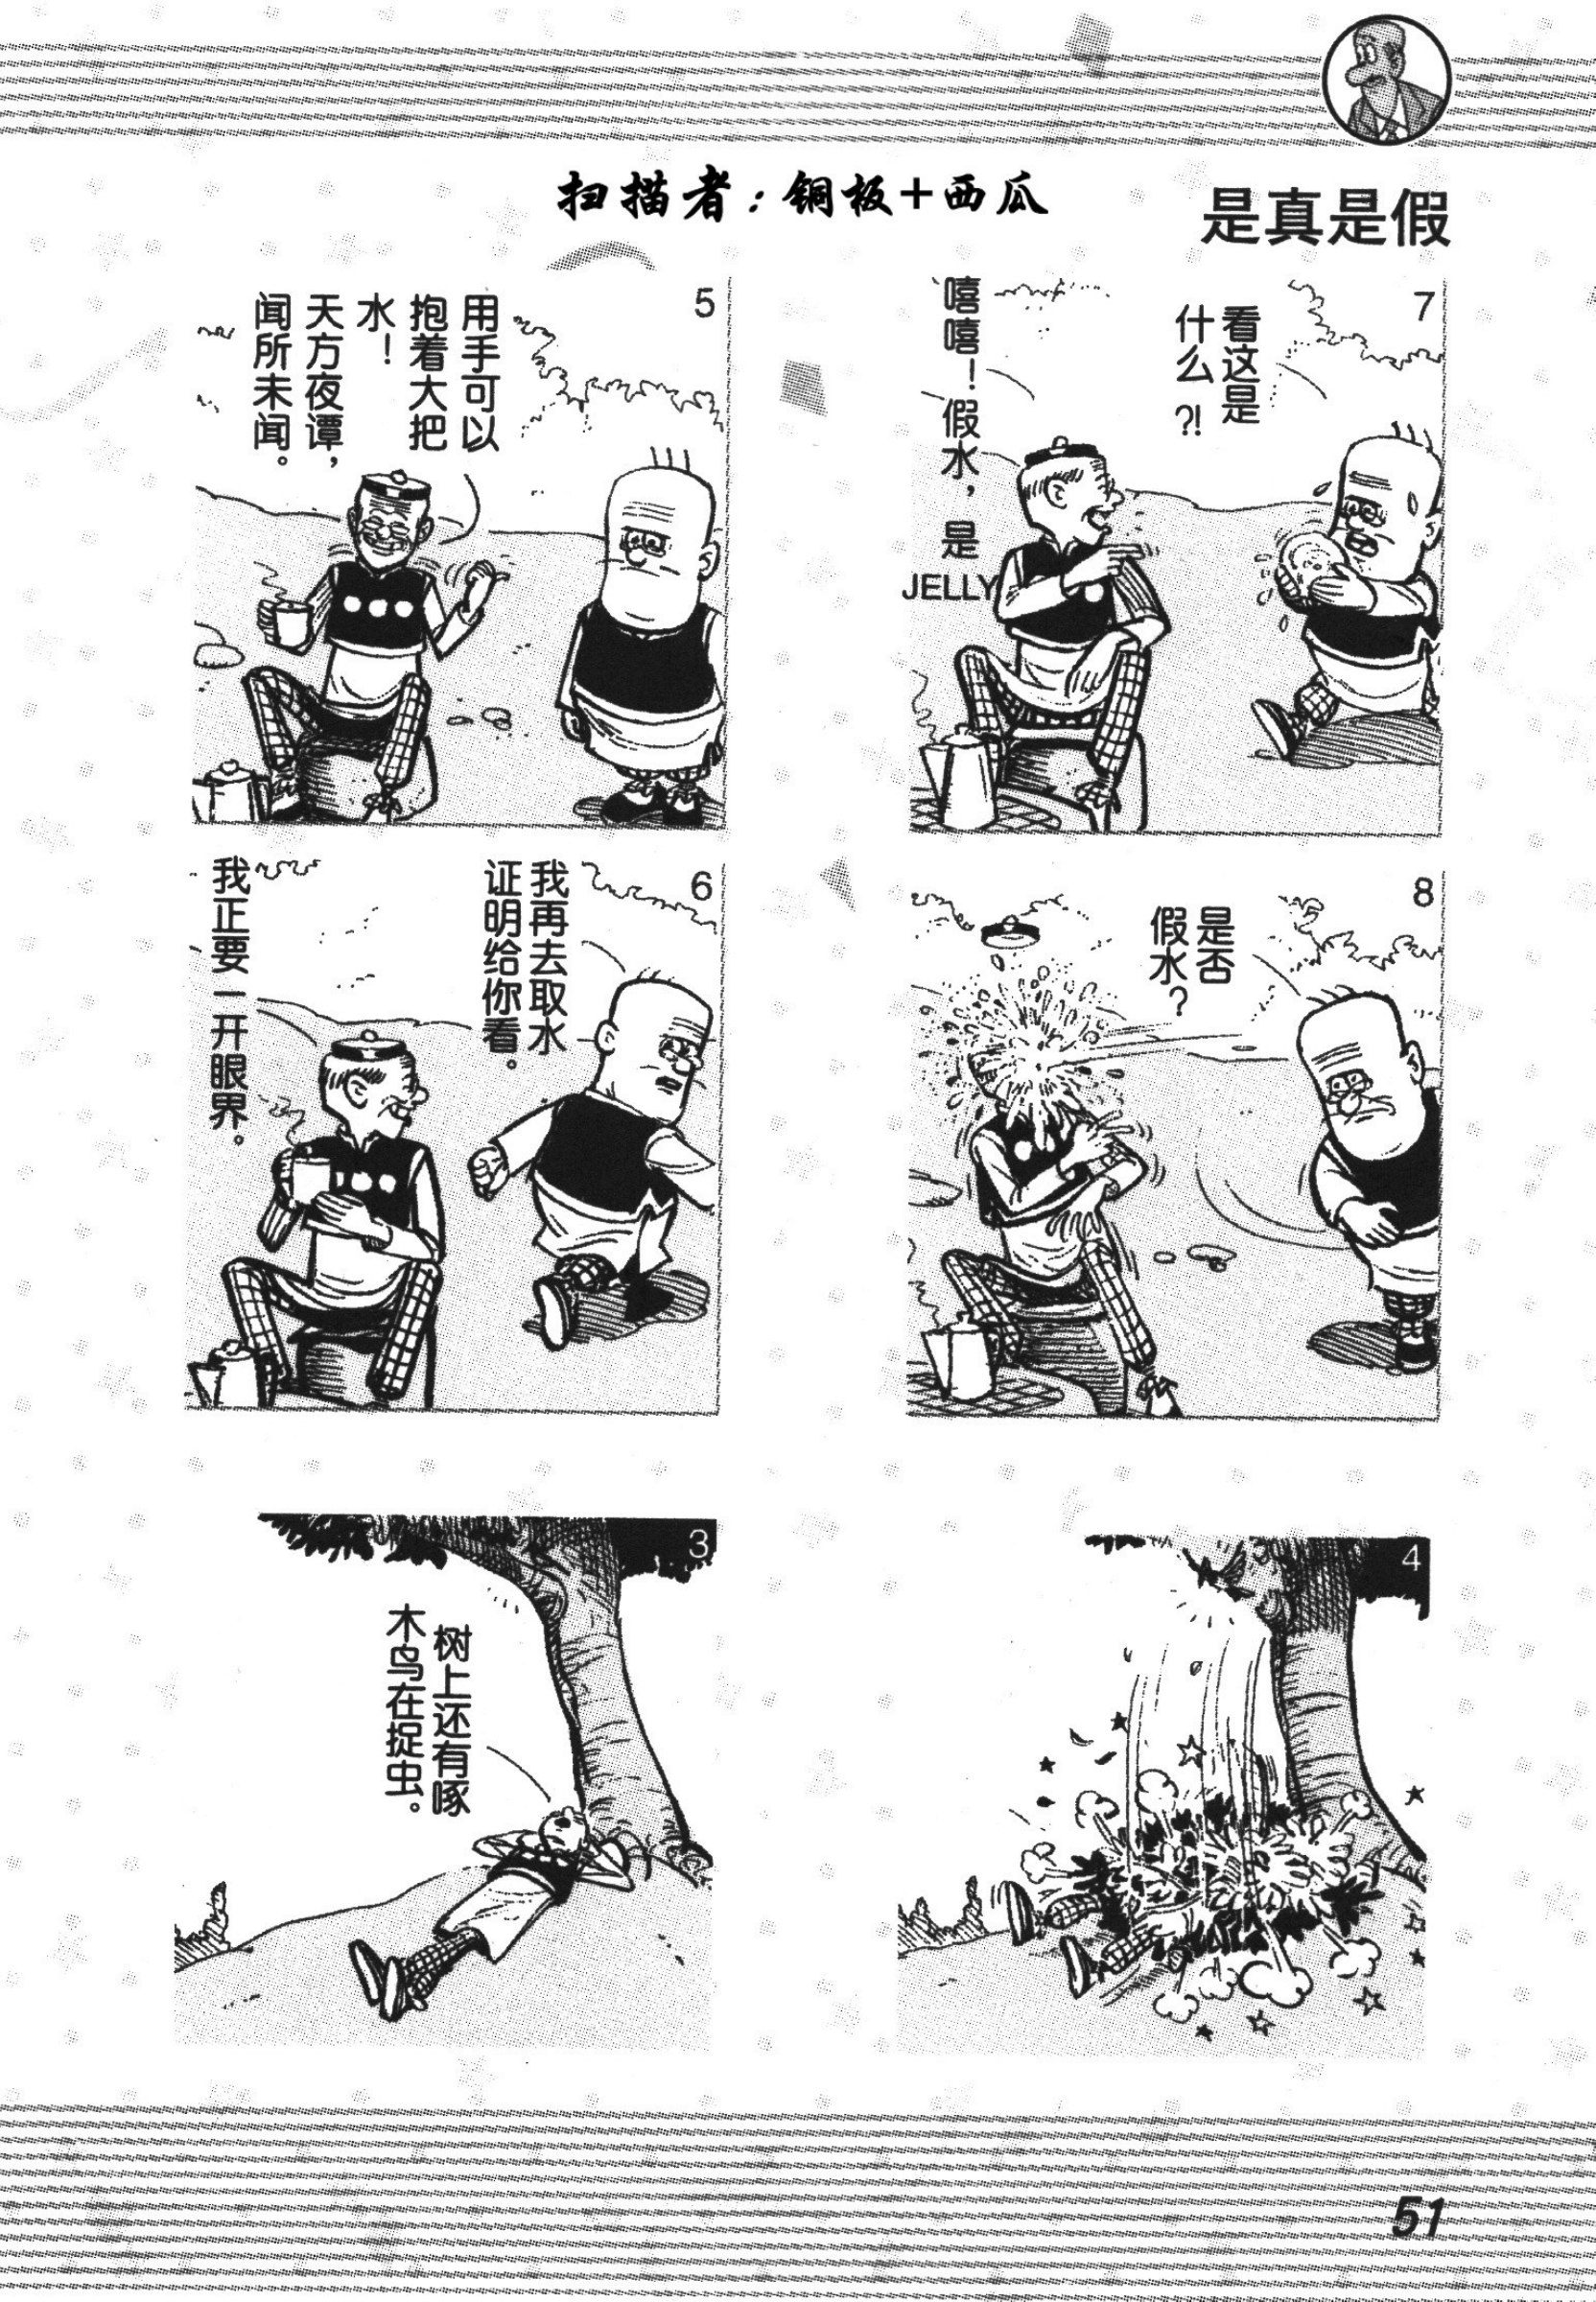 扫描者：铜板+西瓜
是真是假
5
用手可以
抱着大把
水！
天方夜谭，
闻所未闻。
6
我再去取水
证明给你看。
我正要一开眼界。
7
看这是
什么?!
嘻嘻！假水，是
JELLY
8
是否
假水？
3
树上还有啄
木鸟在捉虫。
4
51